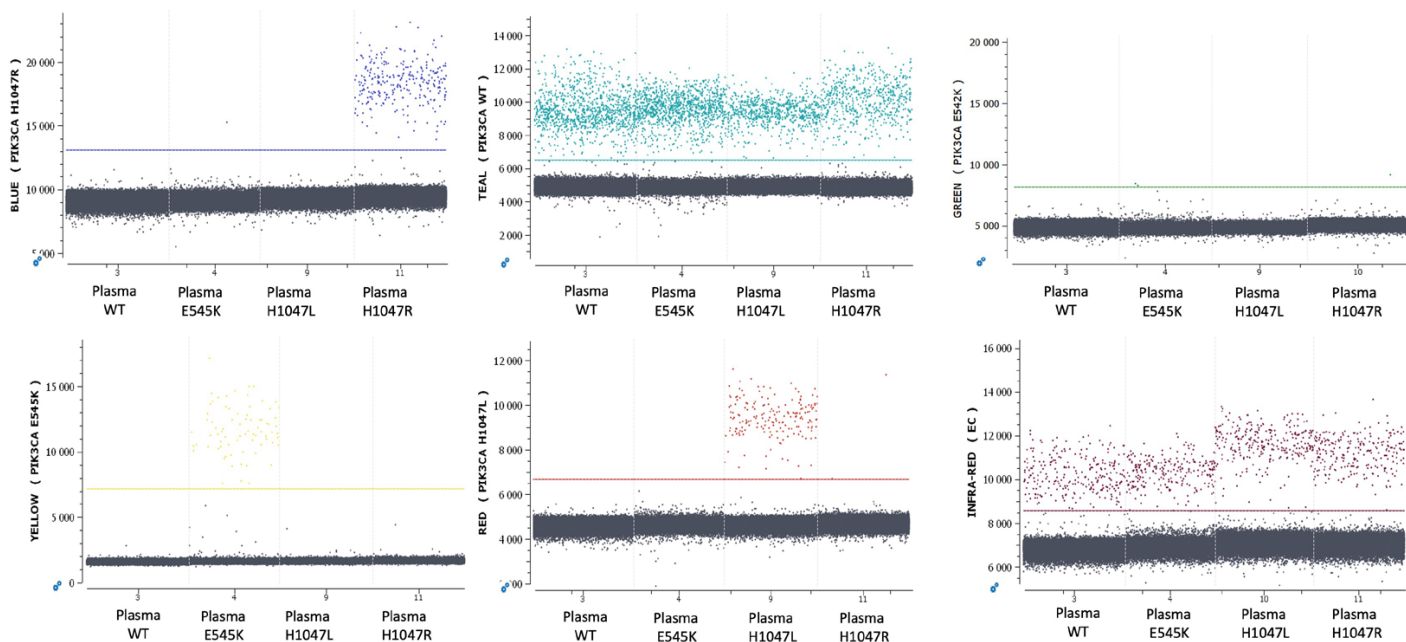 BLUE ( PIK3CA H1047R )
20 000
15 000
10 000
3
4
9
11
Plasma WT
Plasma E545K
Plasma H1047L
Plasma H1047R
TEAL ( PIK3CA WT )
14 000
12 000
10 000
8 000
6 000
4 000
2 000
3
4
9
11
Plasma WT
Plasma E545K
Plasma H1047L
Plasma H1047R
GREEN ( PIK3CA E542K )
20 000
15 000
10 000
5 000
3
4
9
10
Plasma WT
Plasma E545K
Plasma H1047L
Plasma H1047R
YELLOW ( PIK3CA E545K )
15 000
10 000
5 000
0
3
4
9
11
Plasma WT
Plasma E545K
Plasma H1047L
Plasma H1047R
RED ( PIK3CA H1047L )
12 000
10 000
8 000
6 000
4 000
3
4
9
11
Plasma WT
Plasma E545K
Plasma H1047L
Plasma H1047R
INFRA-RED ( EC )
16 000
14 000
12 000
10 000
8 000
6 000
3
4
10
11
Plasma WT
Plasma E545K
Plasma H1047L
Plasma H1047R